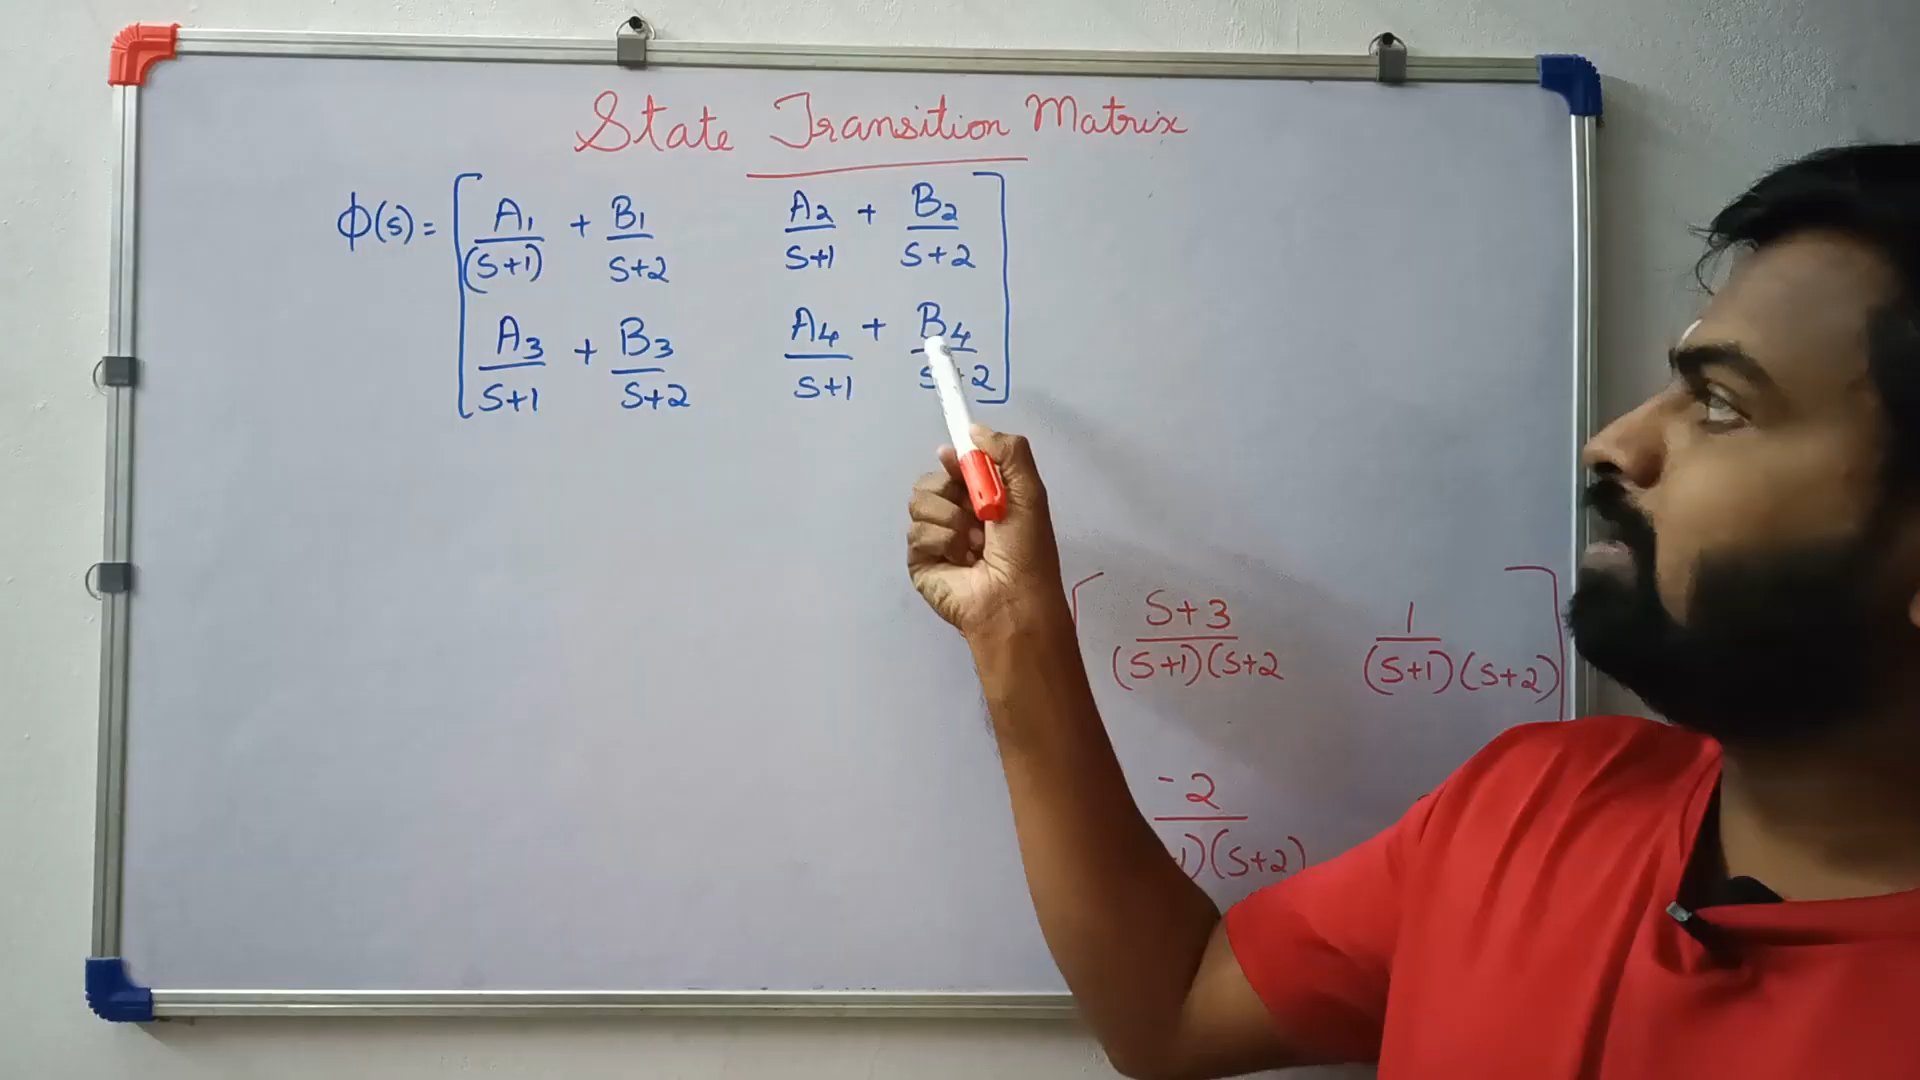 State Transition Matrix
ϕ(s) = [ A1/(S+1) + B1/S+2   A2/S+1 + B2/S+2
A3/S+1 + B3/S+2   A4/S+1 + B4/S+2 ]
[ S+3/(S+1)(S+2   1/(S+1)(S+2) ]
-2/1)(S+2)